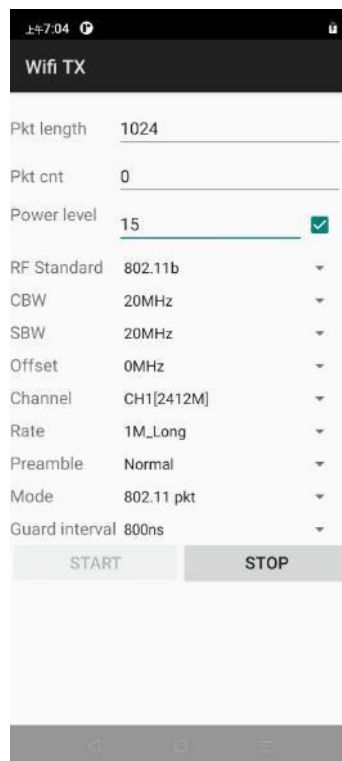 上午7:04
Wifi TX
Pkt length 1024
Pkt cnt 0
Power level 15
RF Standard 802.11b
CBW 20MHz
SBW 20MHz
Offset 0MHz
Channel CH1[2412M]
Rate 1M_Long
Preamble Normal
Mode 802.11 pkt
Guard interval 800ns
START STOP